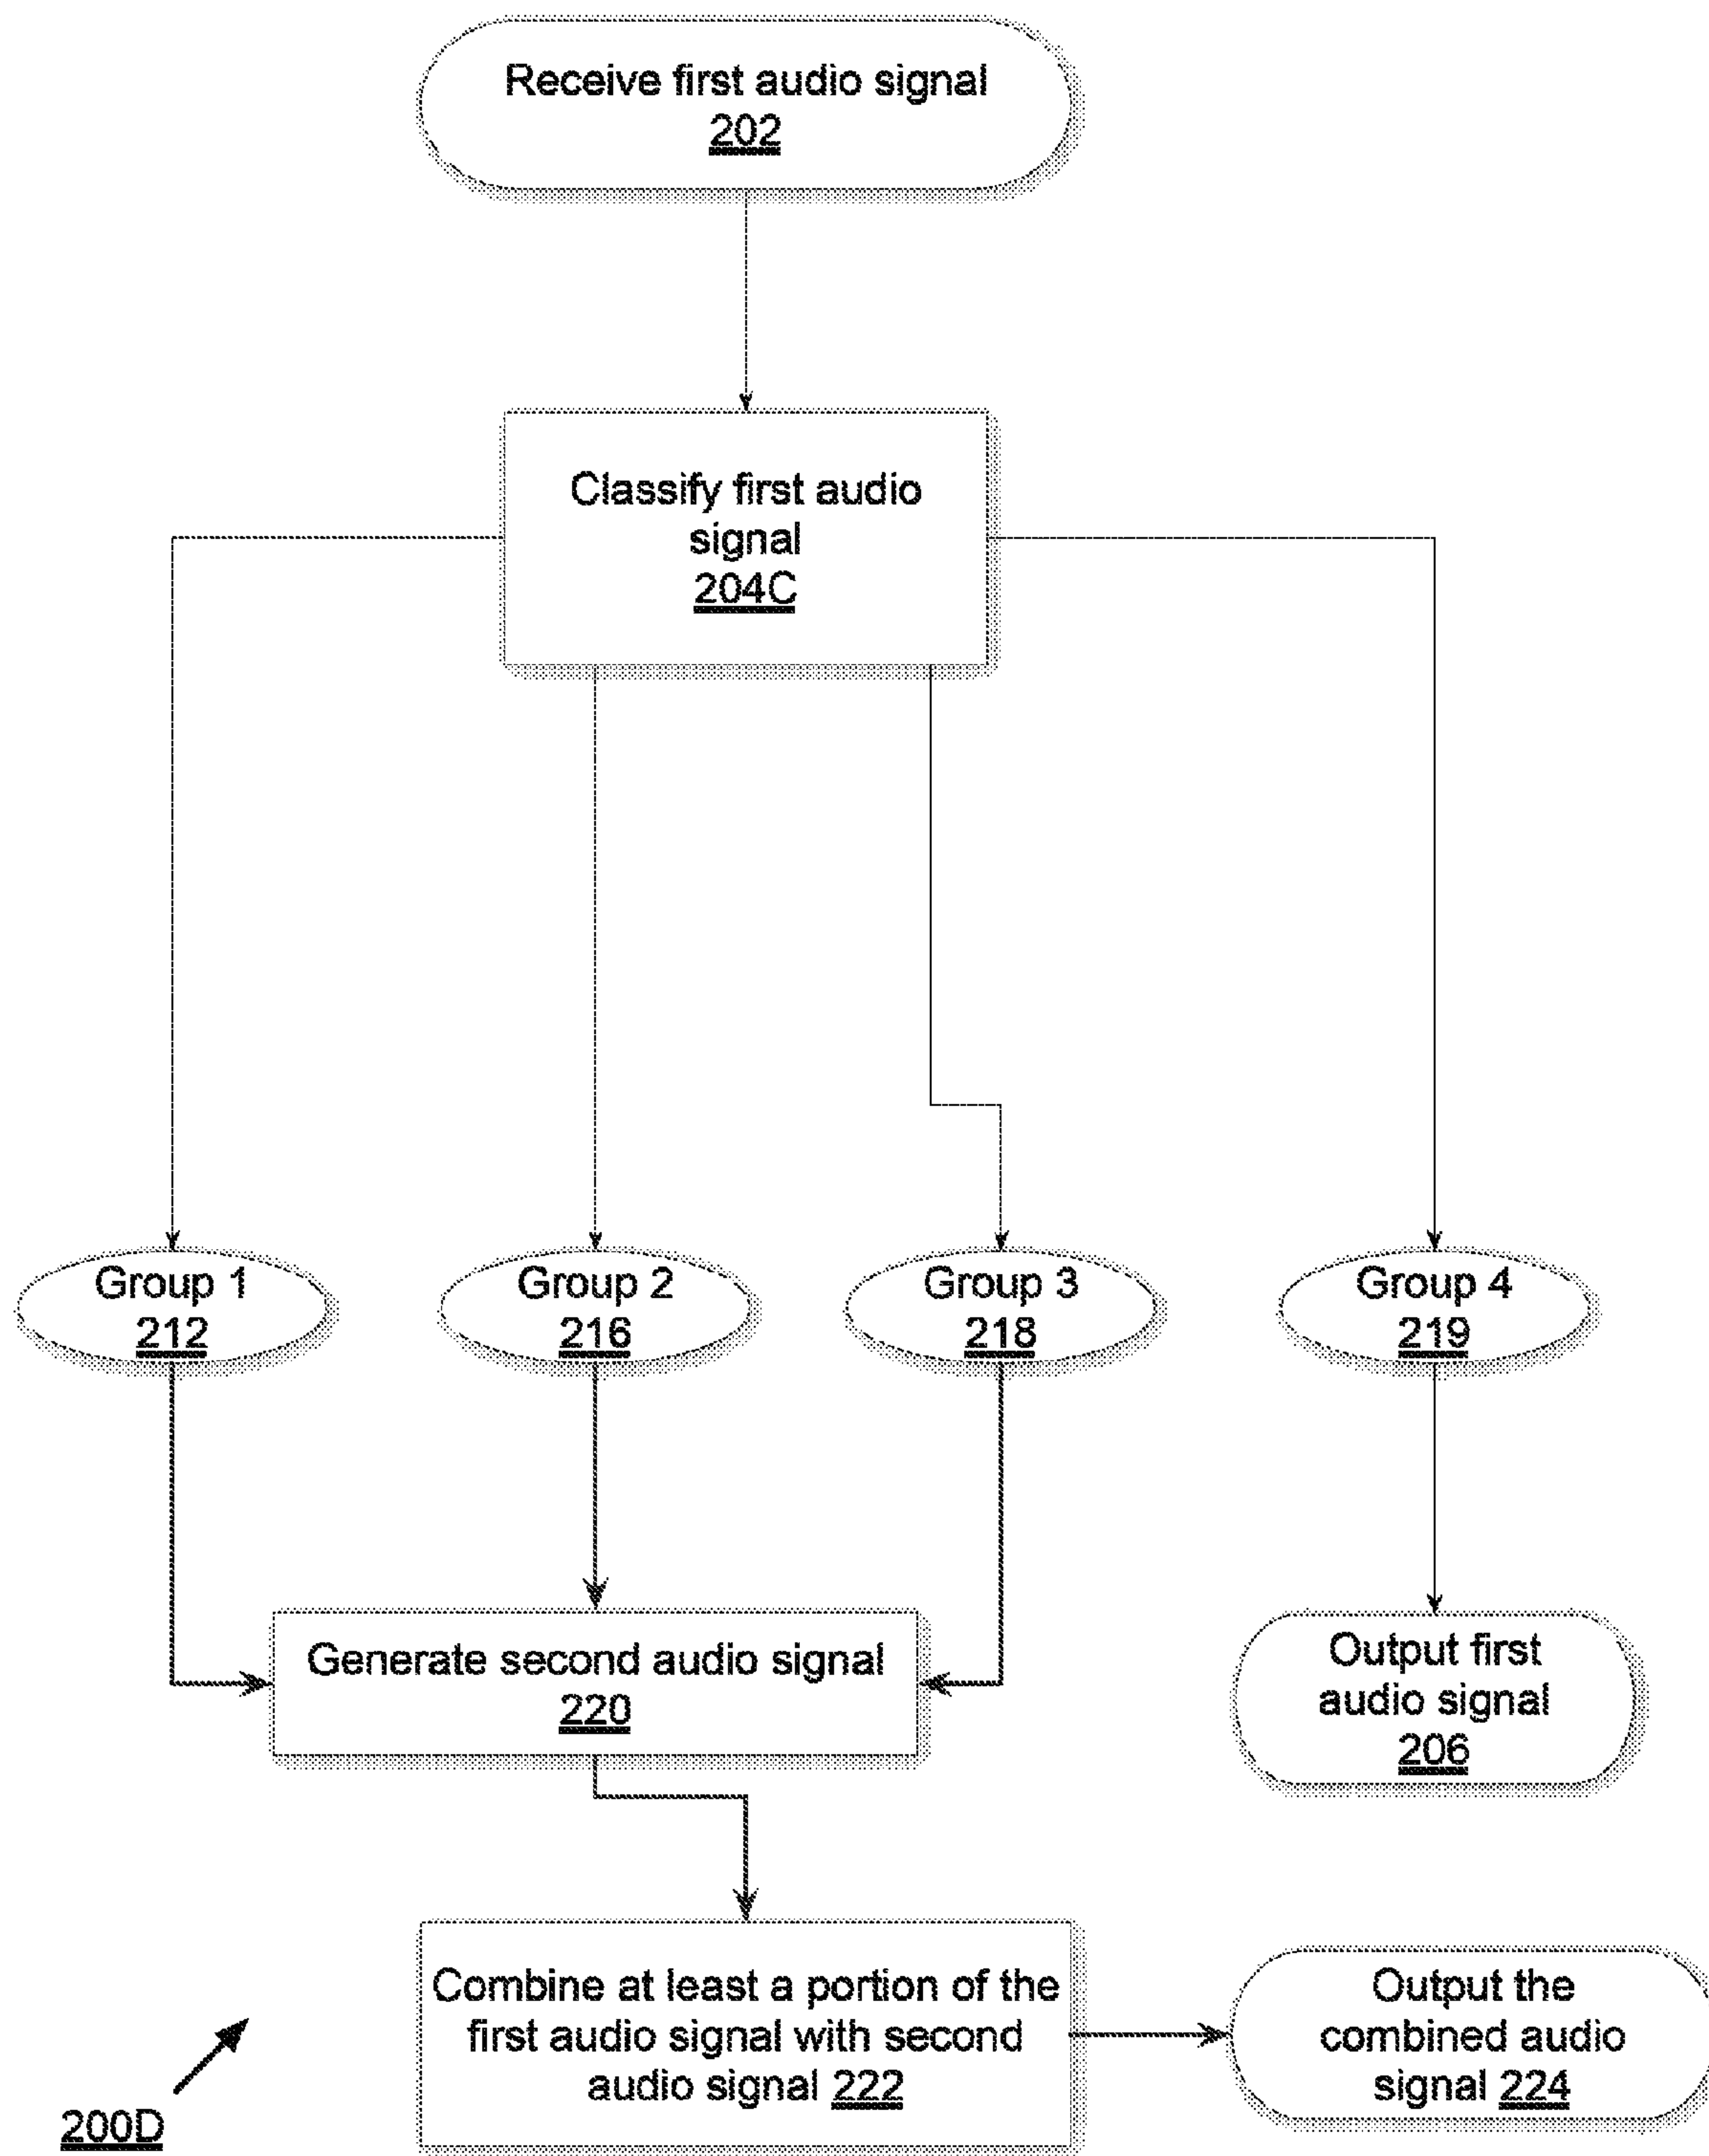 Receive first audio signal
202
Classify first audio
signal
204C
Group 1
212
Group 2
216
Group 3
218
Group 4
219
Generate second audio signal
220
Output first
audio signal
206
Combine at least a portion of the
first audio signal with second
audio signal 222
Output the
combined audio
signal 224
200D